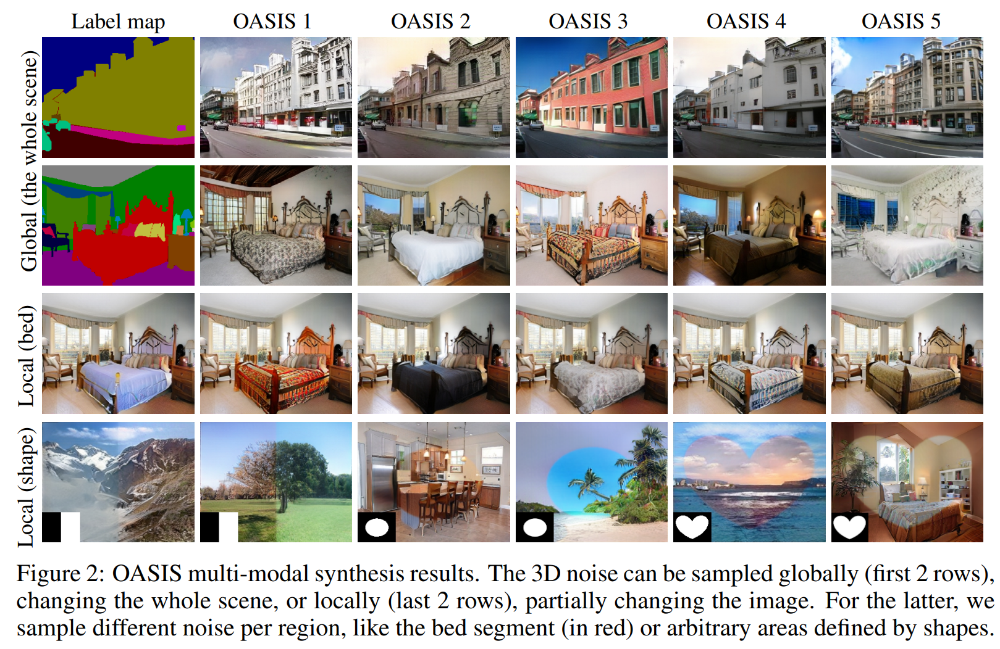 Label map OASIS 1 OASIS 2 OASIS 3 OASIS 4 OASIS 5
Global (the whole scene)
Local (bed)
Local (shape)
Figure 2: OASIS multi-modal synthesis results. The 3D noise can be sampled globally (first 2 rows),
changing the whole scene, or locally (last 2 rows), partially changing the image. For the latter, we
sample different noise per region, like the bed segment (in red) or arbitrary areas defined by shapes.